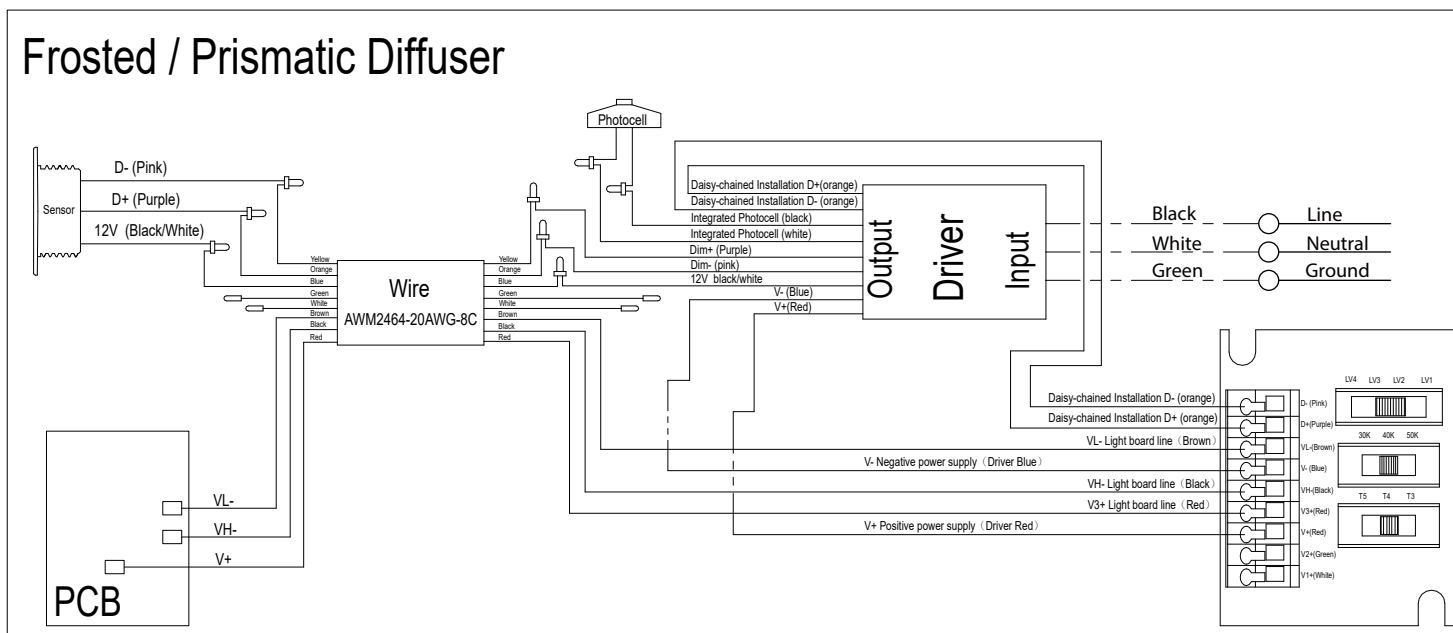 Frosted / Prismatic Diffuser
Photocell
Sensor
D- (Pink)
D+ (Purple)
12V (Black/White)
Yellow
Orange
Blue
Green
White
Brown
Black
Red
Wire
AWM2464-20AWG-8C
Yellow
Orange
Blue
Green
White
Brown
Black
Red
Daisy-chained Installation D+(orange)
Daisy-chained Installation D- (orange)
Integrated Photocell (black)
Integrated Photocell (white)
Dim+ (Purple)
Dim- (pink)
12V black/white
V- (Blue)
V+(Red)
Output
Driver
Input
Black
Line
White
Neutral
Green
Ground
PCB
VL-
VH-
V+
Daisy-chained Installation D- (orange)
Daisy-chained Installation D+ (orange)
VL- Light board line（Brown）
V- Negative power supply（Driver Blue）
VH- Light board line（Black）
V3+ Light board line（Red）
V+ Positive power supply（Driver Red）
D- (Pink)
D+(Purple)
VL-(Brown)
V- (Blue)
VH-(Black)
V3+(Red)
V+(Red)
V2+(Green)
V1+(White)
LV4 LV3 LV2 LV1
30K 40K 50K
T5 T4 T3